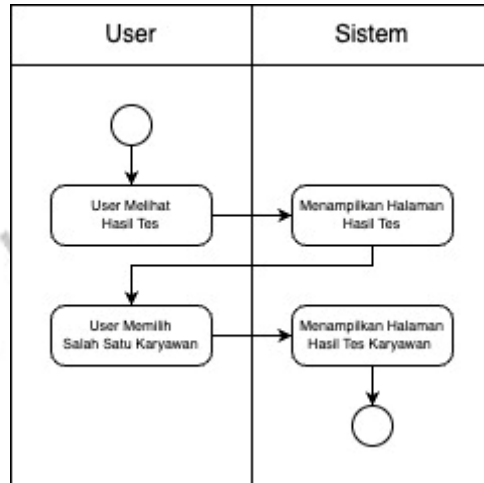 User
Sistem
User Melihat
Hasil Tes
Menampilkan Halaman
Hasil Tes
User Memilih
Salah Satu Karyawan
Menampilkan Halaman
Hasil Tes Karyawan